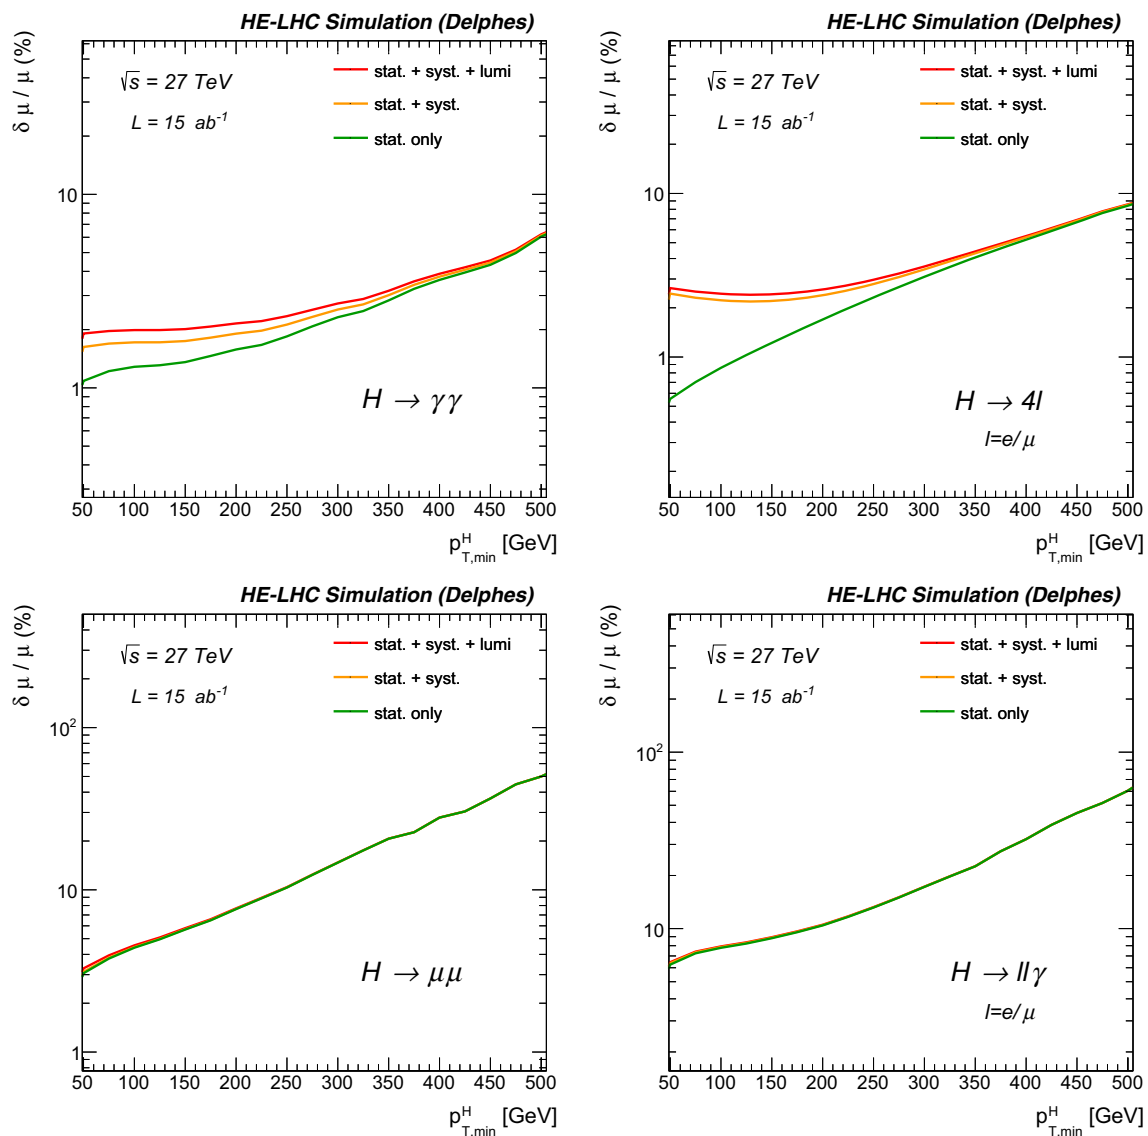 HE-LHC Simulation (Delphes)
δ μ / μ (%)
√s = 27 TeV
L = 15 ab⁻¹
stat. + syst. + lumi
stat. + syst.
stat. only
10
1
H → γγ
50 100 150 200 250 300 350 400 450 500
p^H_T,min [GeV]
HE-LHC Simulation (Delphes)
δ μ / μ (%)
√s = 27 TeV
L = 15 ab⁻¹
stat. + syst. + lumi
stat. + syst.
stat. only
10
1
H → 4l
l=e/μ
50 100 150 200 250 300 350 400 450 500
p^H_T,min [GeV]
HE-LHC Simulation (Delphes)
δ μ / μ (%)
√s = 27 TeV
L = 15 ab⁻¹
stat. + syst. + lumi
stat. + syst.
stat. only
10²
10
1
H → μμ
50 100 150 200 250 300 350 400 450 500
p^H_T,min [GeV]
HE-LHC Simulation (Delphes)
δ μ / μ (%)
√s = 27 TeV
L = 15 ab⁻¹
stat. + syst. + lumi
stat. + syst.
stat. only
10²
10
H → llγ
l=e/μ
50 100 150 200 250 300 350 400 450 500
p^H_T,min [GeV]